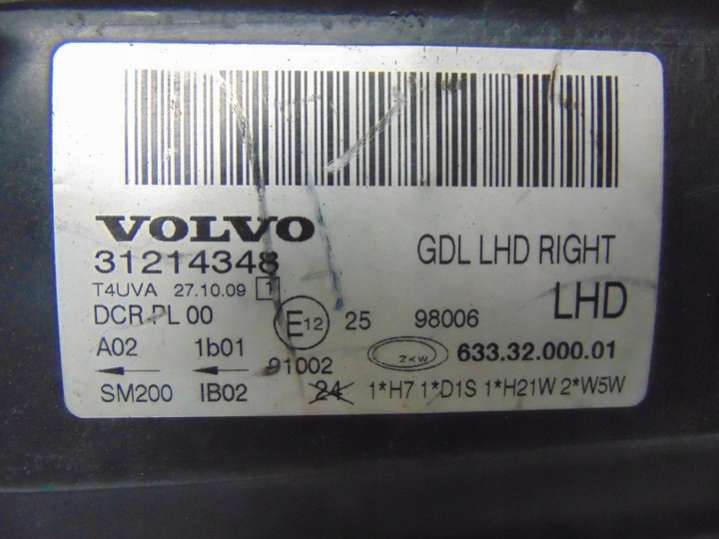 VOLVO
31214348 GDL LHD RIGHT
T4UVA 27.10.09 1
DCR PL 00 E12 25 98006 LHD
A02 1b01 91002 ZKW 633.32.000.01
SM200 IB02 24 1*H7 1*D1S 1*H21W 2*W5W